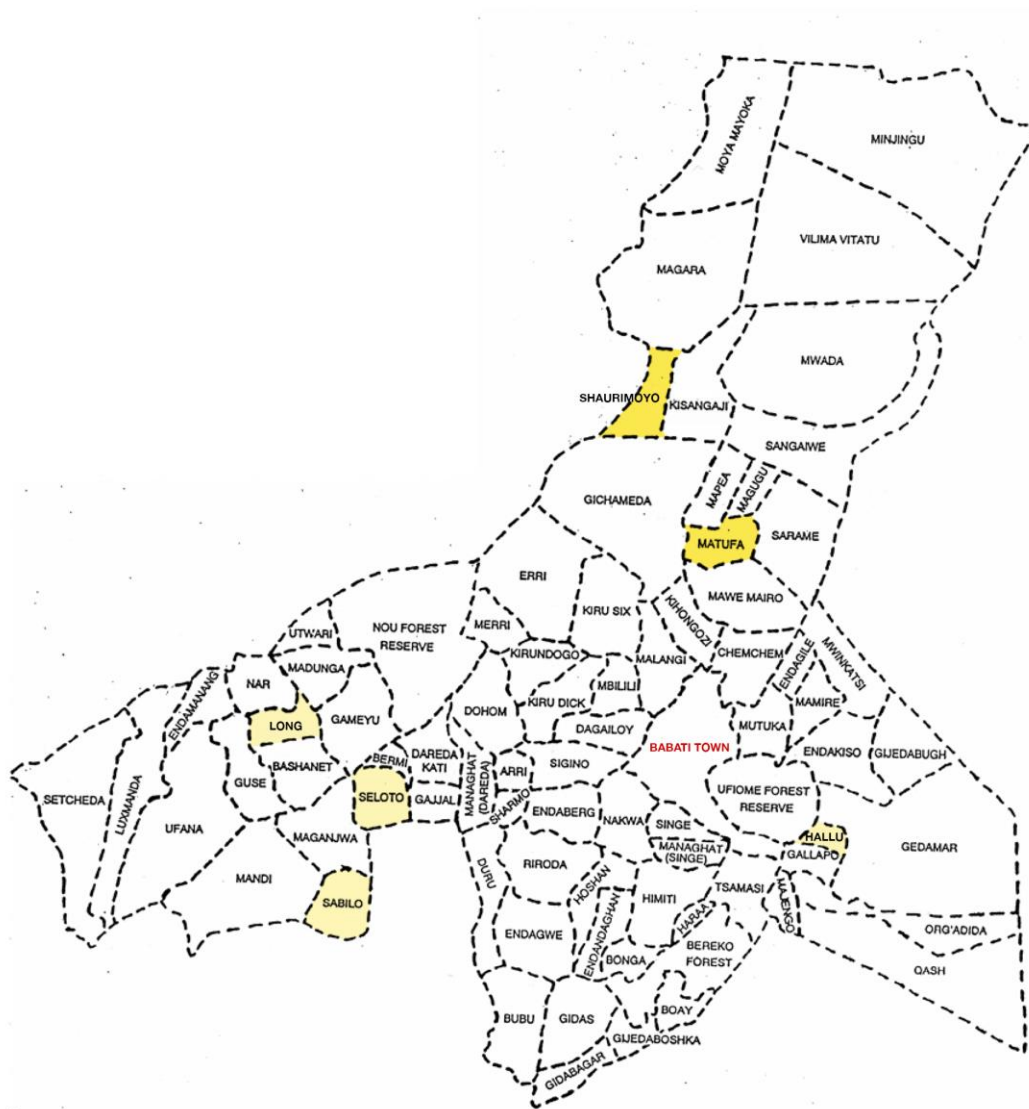 MOYA MAYOKA
MINJINGU
VILIMA VITATU
MAGARA
MWADA
SHAURIMOYO
KISANGAJI
SANGAIWE
GICHAMEDA
MAPEA
MAGUGU
MATUFA
SARAME
ERRI
KIRU SIX
KIHONGOZI
MAWE MAIRO
NOU FOREST
RESERVE
MERRI
UTWARI
KIRUNDOGO
MALANGI
CHEMCHEM
ENDAGILE
MWINKATSI
MADUNGA
NAR
ENDAMANANG
MBILILI
KIRU DICK
MAMIRE
LONG
GAMEYU
DOHOM
DAGAILOY
MUTUKA
BABATI TOWN
ENDAKISO
GIJEDABUGH
BASHANET
BERMI
DAREDA
KATI
MANAGHAT
(DAREDA)
ARRI
SIGINO
GUSE
SETCHEDA
LUXMANDA
SELOTO
GAJJAL
SHARMO
UFIOME FOREST
RESERVE
UFANA
ENDABERG
NAKWA
SINGE
MAGANJWA
HALLU
GEDAMAR
MANAGHAT
(SINGE)
GALLAPO
MANDI
DURU
RIRODA
HOSHAN
TSAMASI
MAJENGO
SABILO
HIMITI
ENDANDAGHAN
HARAA
ENDAGWE
BEREKO
FOREST
ORG'ADIDA
BONGA
QASH
BUBU
GIDAS
BOAY
GIJEDABOSHKA
GIDABAGAR